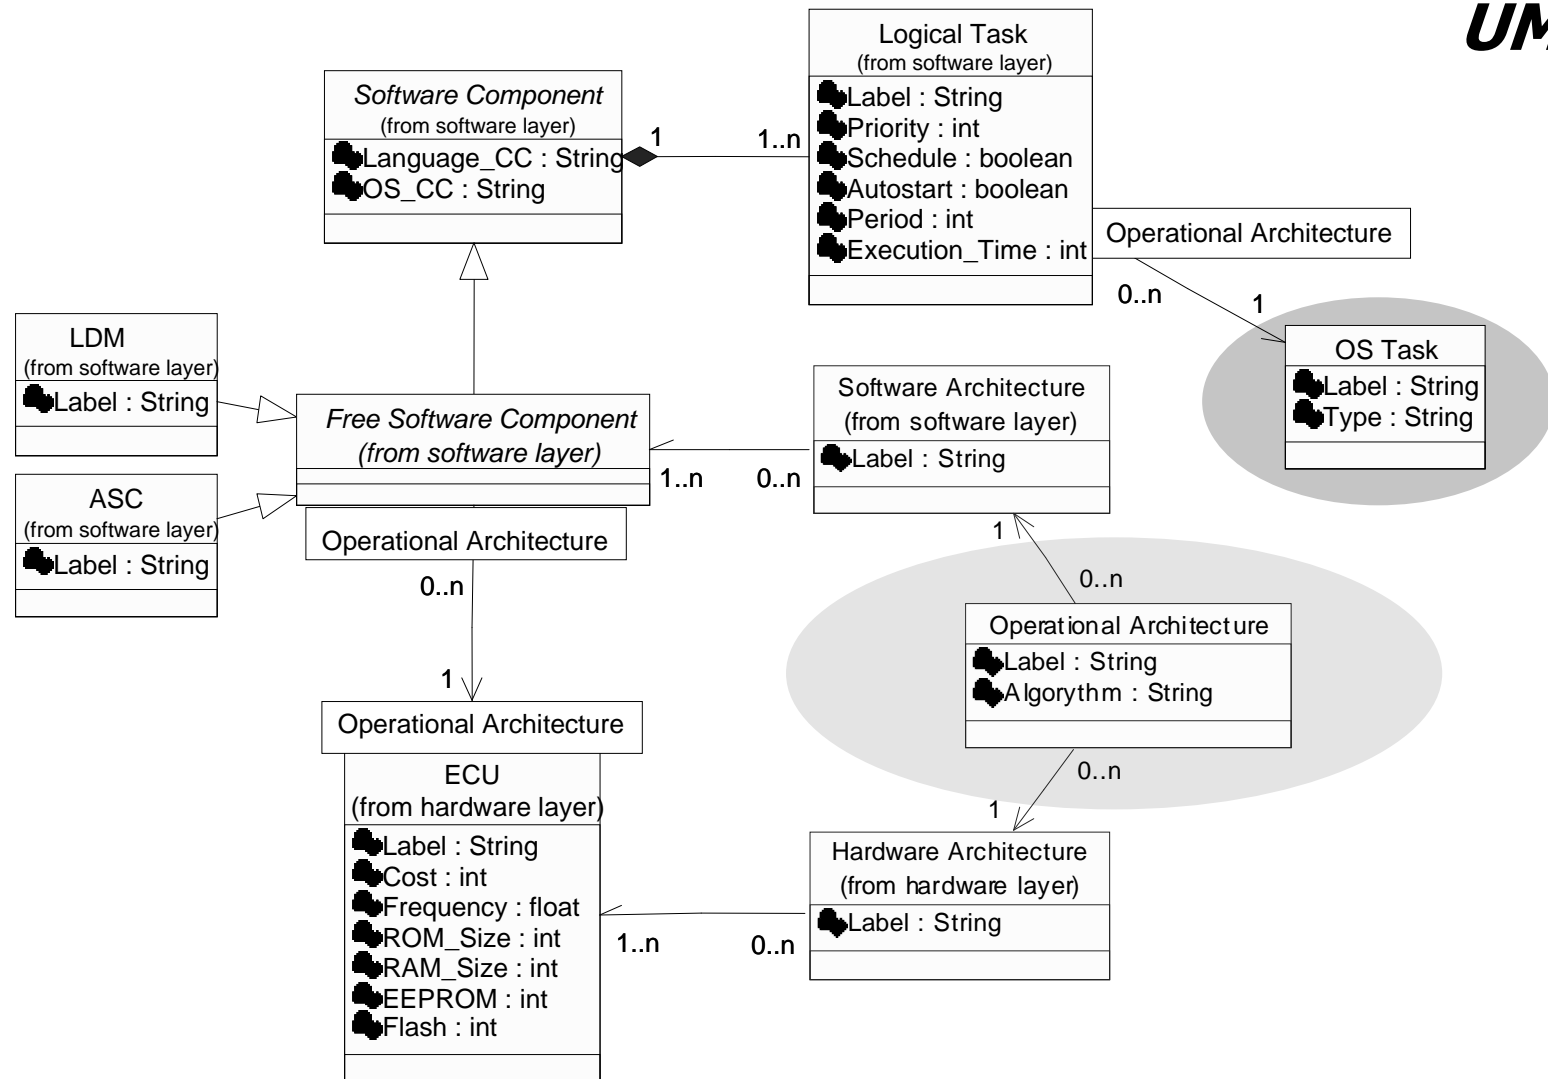 UM
Logical Task
(from software layer)
Label : String
Priority : int
Schedule : boolean
Autostart : boolean
Period : int
Execution_Time : int
Software Component
(from software layer)
Language_CC : String
OS_CC : String
1
1..n
Operational Architecture
0..n
1
OS Task
Label : String
Type : String
LDM
(from software layer)
Label : String
Free Software Component
(from software layer)
Software Architecture
(from software layer)
Label : String
1..n
0..n
ASC
(from software layer)
Label : String
Operational Architecture
0..n
1
1
0..n
Operational Architecture
Label : String
Algorythm : String
0..n
1
Operational Architecture
ECU
(from hardware layer)
Label : String
Cost : int
Frequency : float
ROM_Size : int
RAM_Size : int
EEPROM : int
Flash : int
1..n
0..n
Hardware Architecture
(from hardware layer)
Label : String